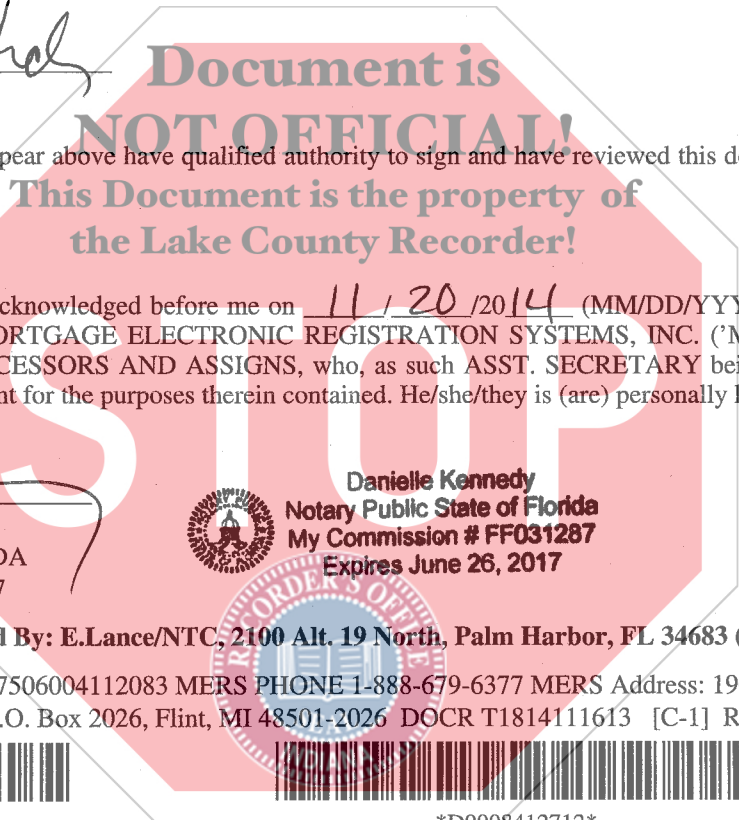 Document is
NOT OFFICIAL!
pear above have qualified authority to sign and have reviewed this d
This Document is the property of
the Lake County Recorder!
cknowledged before me on 11 / 20 /2014 (MM/DD/YYY
ORTGAGE ELECTRONIC REGISTRATION SYSTEMS, INC. ('M
CESSORS AND ASSIGNS, who, as such ASST. SECRETARY bei
nt for the purposes therein contained. He/she/they is (are) personally
STOP
Danielle Kennedy
Notary Public State of Florida
My Commission # FF031287
Expires June 26, 2017
DA
7
RECORDER'S OFFICE
d By: E.Lance/NTC, 2100 Alt. 19 North, Palm Harbor, FL 34683 (
7506004112083 MERS PHONE 1-888-679-6377 MERS Address: 19
.O. Box 2026, Flint, MI 48501-2026 DOCR T1814111613 [C-1] R
INDIANA